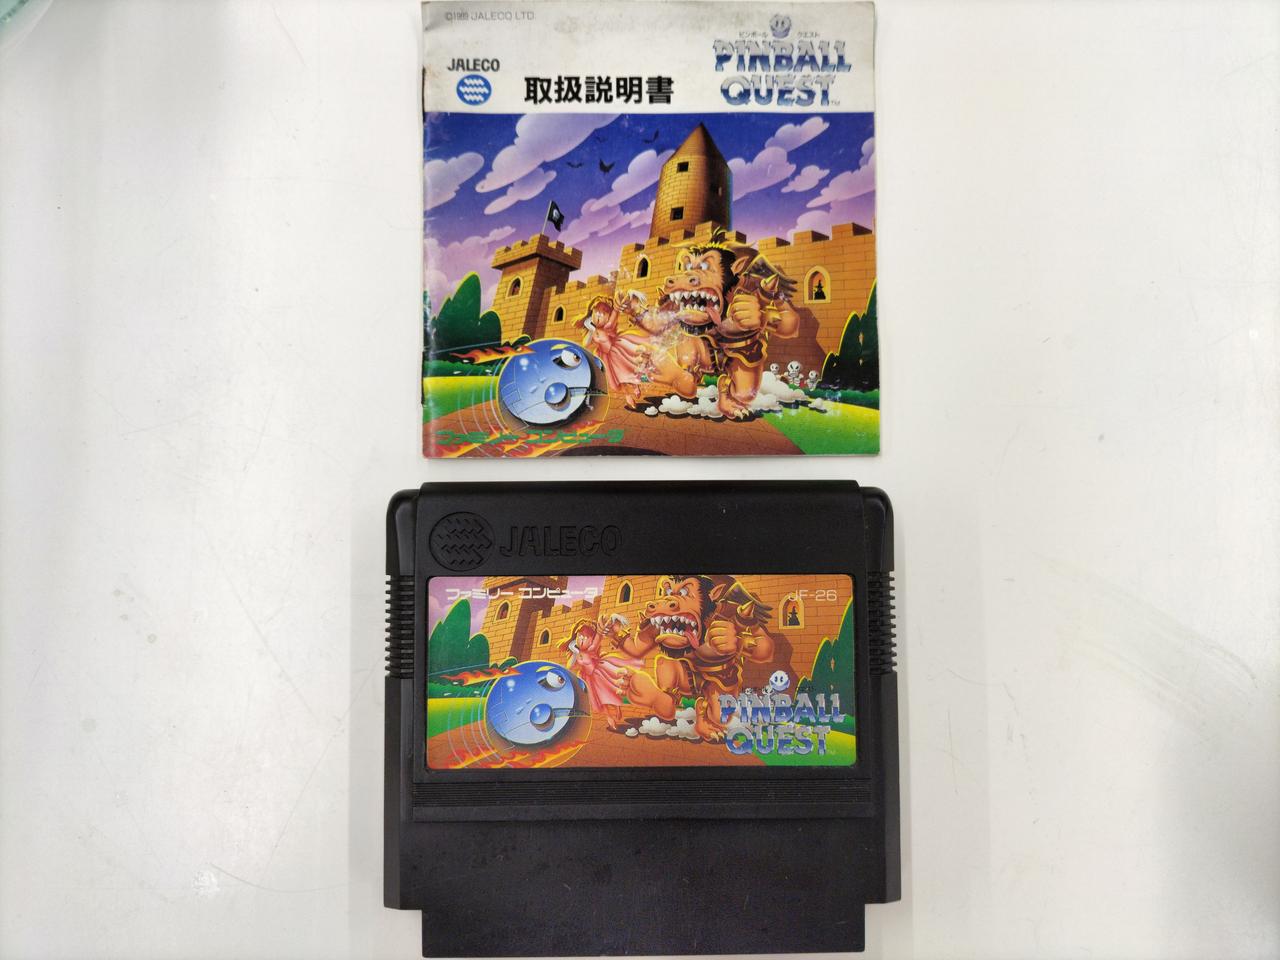 ©1989 JALECO LTD.
ピンボール クエスト
PINBALL
QUEST™
JALECO
取扱説明書
ファミリー コンピュータ
JALECO
ファミリー コンピュータ
JF-26
PINBALL
QUEST™